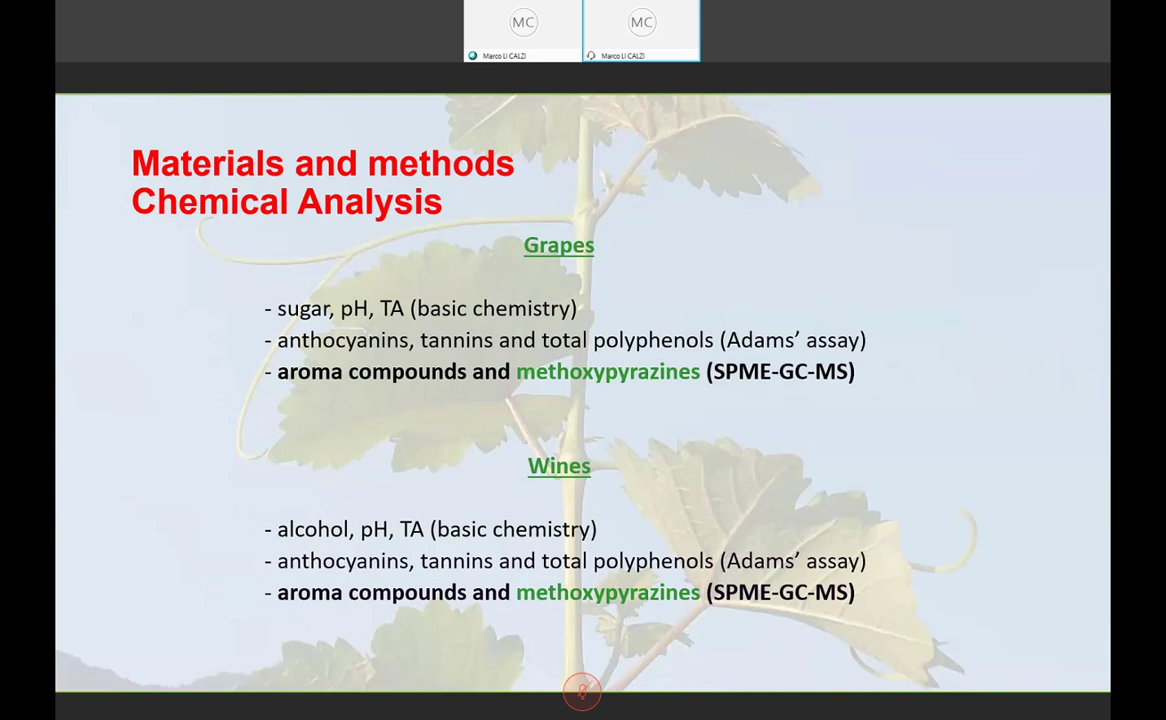 MC
MC
Marco LI CALZI
Marco LI CALZI
Materials and methods
Chemical Analysis
Grapes
- sugar, pH, TA (basic chemistry)
- anthocyanins, tannins and total polyphenols (Adams’ assay)
- aroma compounds and methoxypyrazines (SPME-GC-MS)
Wines
- alcohol, pH, TA (basic chemistry)
- anthocyanins, tannins and total polyphenols (Adams’ assay)
- aroma compounds and methoxypyrazines (SPME-GC-MS)